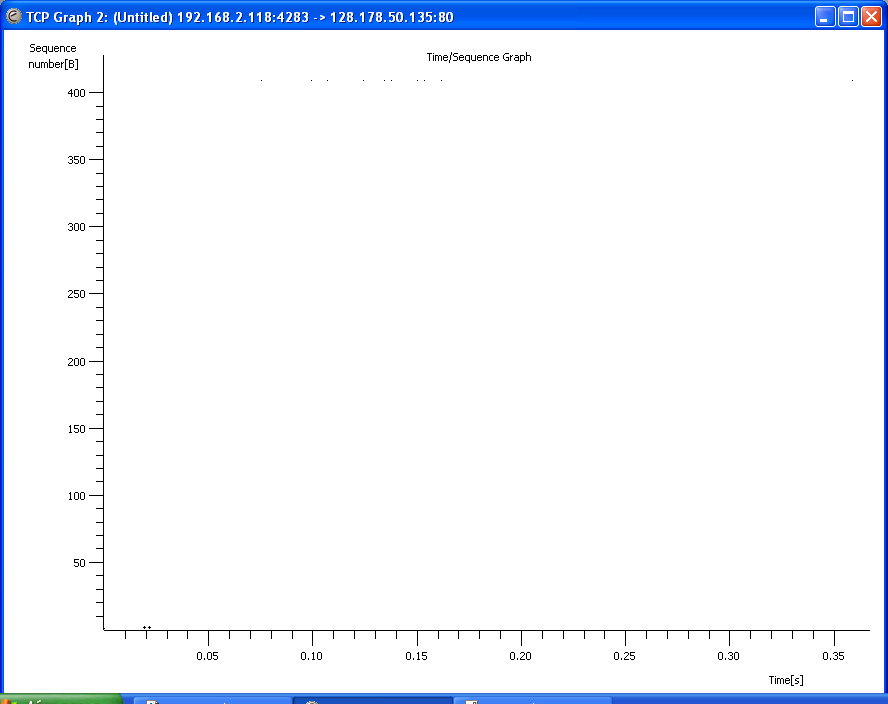 TCP Graph 2: (Untitled) 192.168.2.118:4283 -> 128.178.50.135:80
Sequence
number[B]
Time/Sequence Graph
400
350
300
250
200
150
100
50
0.05 0.10 0.15 0.20 0.25 0.30 0.35
Time[s]